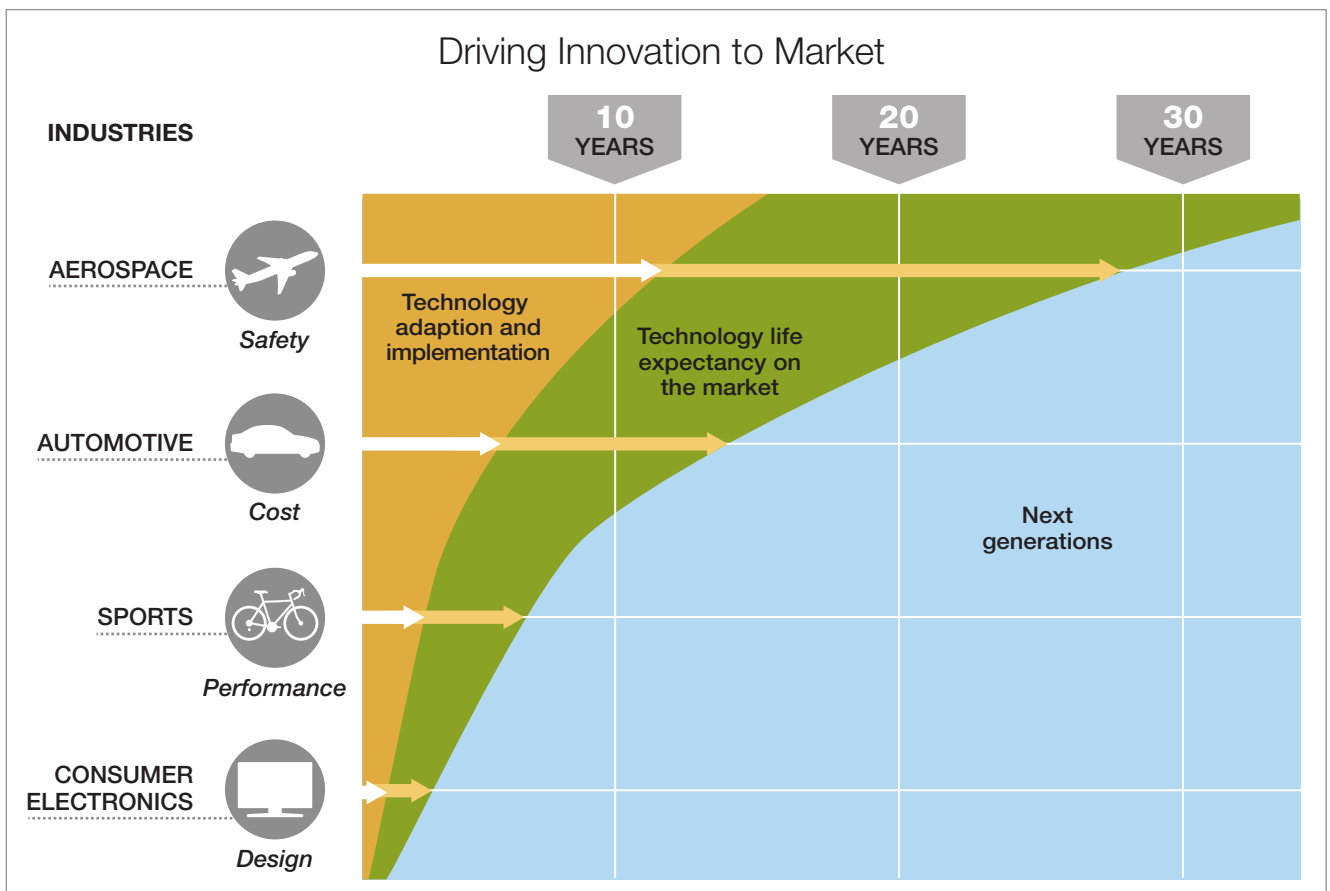 Driving Innovation to Market
INDUSTRIES
10
YEARS
20
YEARS
30
YEARS
AEROSPACE
Safety
Technology
adaption and
implementation
Technology life
expectancy on
the market
AUTOMOTIVE
Cost
Next
generations
SPORTS
Performance
CONSUMER
ELECTRONICS
Design